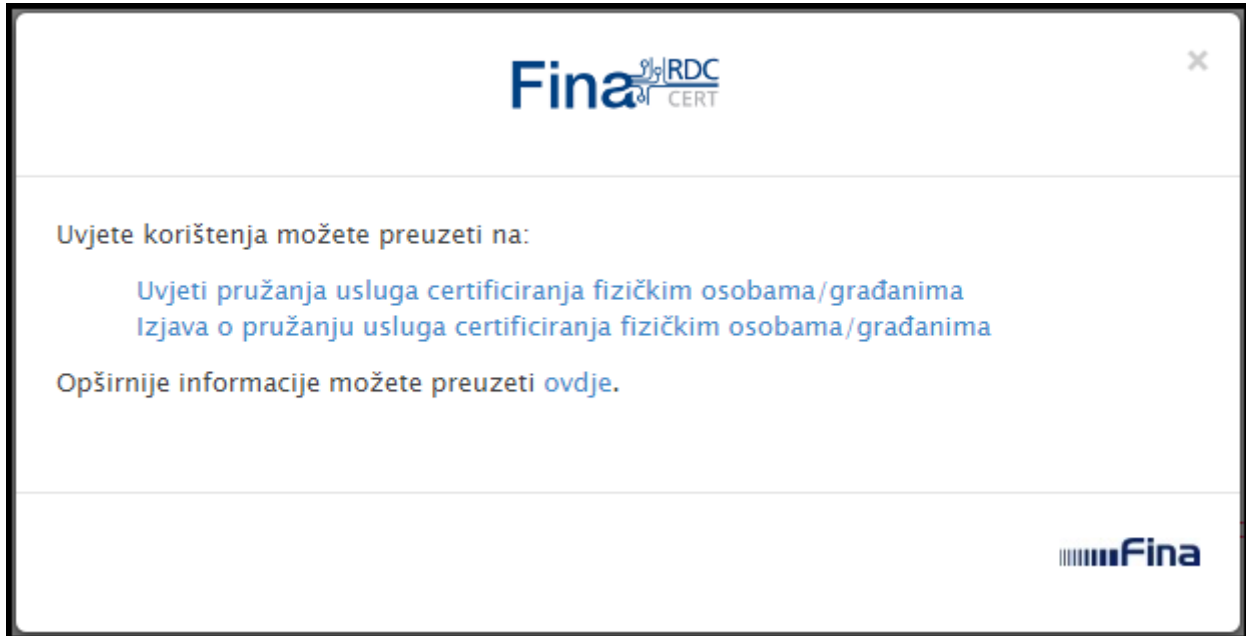 Fina RDC
CERT
×
Uvjete korištenja možete preuzeti na:
Uvjeti pružanja usluga certificiranja fizičkim osobama/građanima
Izjava o pružanju usluga certificiranja fizičkim osobama/građanima
Opširnije informacije možete preuzeti ovdje.
Fina